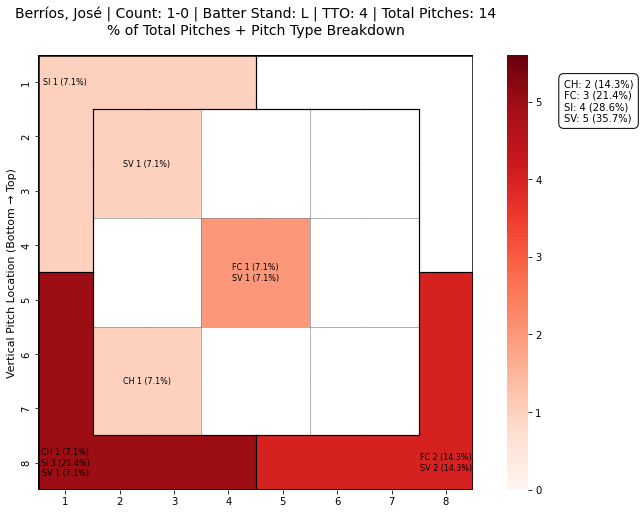 Berríos, José | Count: 1-0 | Batter Stand: L | TTO: 4 | Total Pitches: 14
% of Total Pitches + Pitch Type Breakdown
SI 1 (7.1%)
SV 1 (7.1%)
FC 1 (7.1%)
SV 1 (7.1%)
CH 1 (7.1%)
CH 1 (7.1%)
SI 3 (21.4%)
SV 1 (7.1%)
FC 2 (14.3%)
SV 2 (14.3%)
Vertical Pitch Location (Bottom → Top)
1
2
3
4
5
6
7
8
1 2 3 4 5 6 7 8
5
4
3
2
1
0
CH: 2 (14.3%)
FC: 3 (21.4%)
SI: 4 (28.6%)
SV: 5 (35.7%)